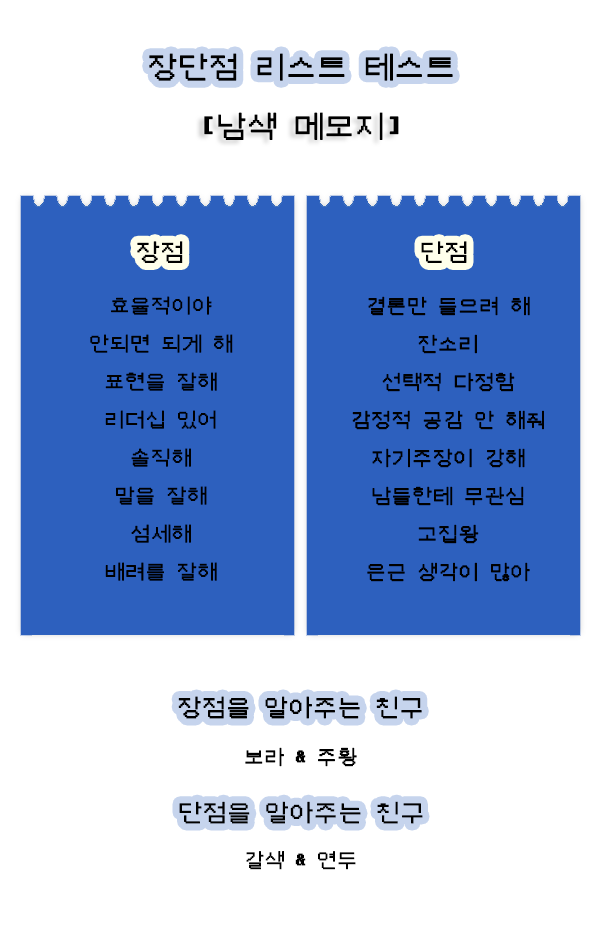 장단점 리스트 테스트
[남색 메모지]
장점
효율적이야
안되면 되게 해
표현을 잘해
리더십 있어
솔직해
말을 잘해
섬세해
배려를 잘해
단점
결론만 들으려 해
잔소리
선택적 다정함
감정적 공감 안 해줘
자기주장이 강해
남들한테 무관심
고집왕
은근 생각이 많아
장점을 알아주는 친구
보라 & 주황
단점을 알아주는 친구
갈색 & 연두